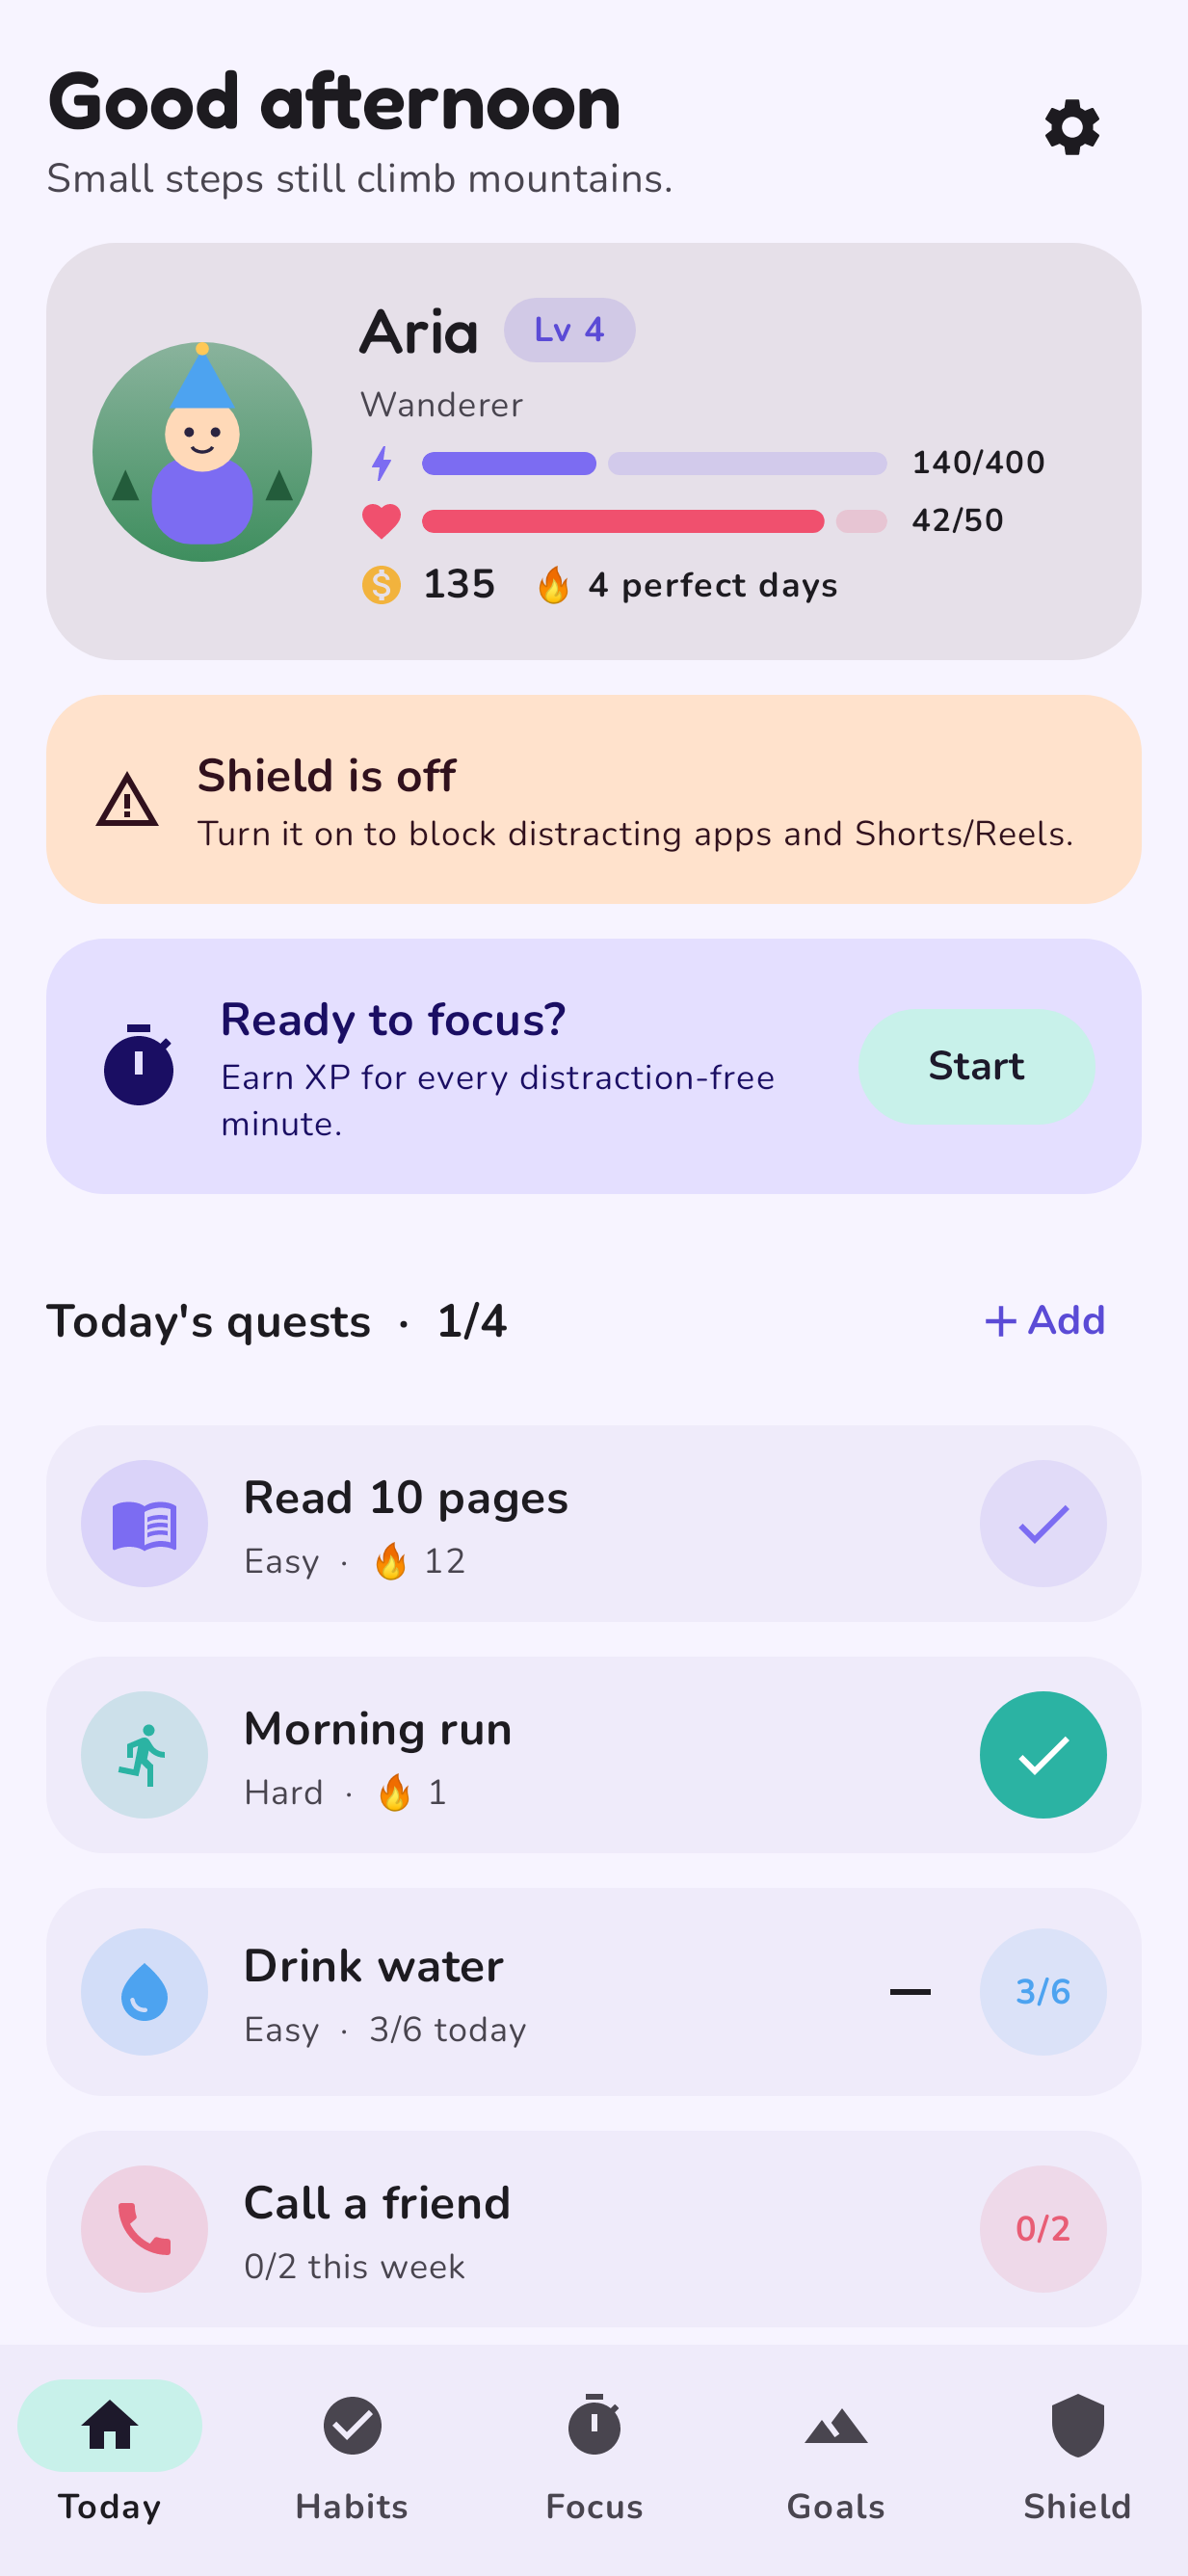 Good afternoon
Small steps still climb mountains.
Aria Lv 4
Wanderer
140/400
42/50
135 🔥 4 perfect days
Shield is off
Turn it on to block distracting apps and Shorts/Reels.
Ready to focus?
Earn XP for every distraction-free
minute.
Start
Today's quests · 1/4
+ Add
Read 10 pages
Easy · 🔥 12
Morning run
Hard · 🔥 1
Drink water
Easy · 3/6 today
3/6
Call a friend
0/2 this week
0/2
Today Habits Focus Goals Shield